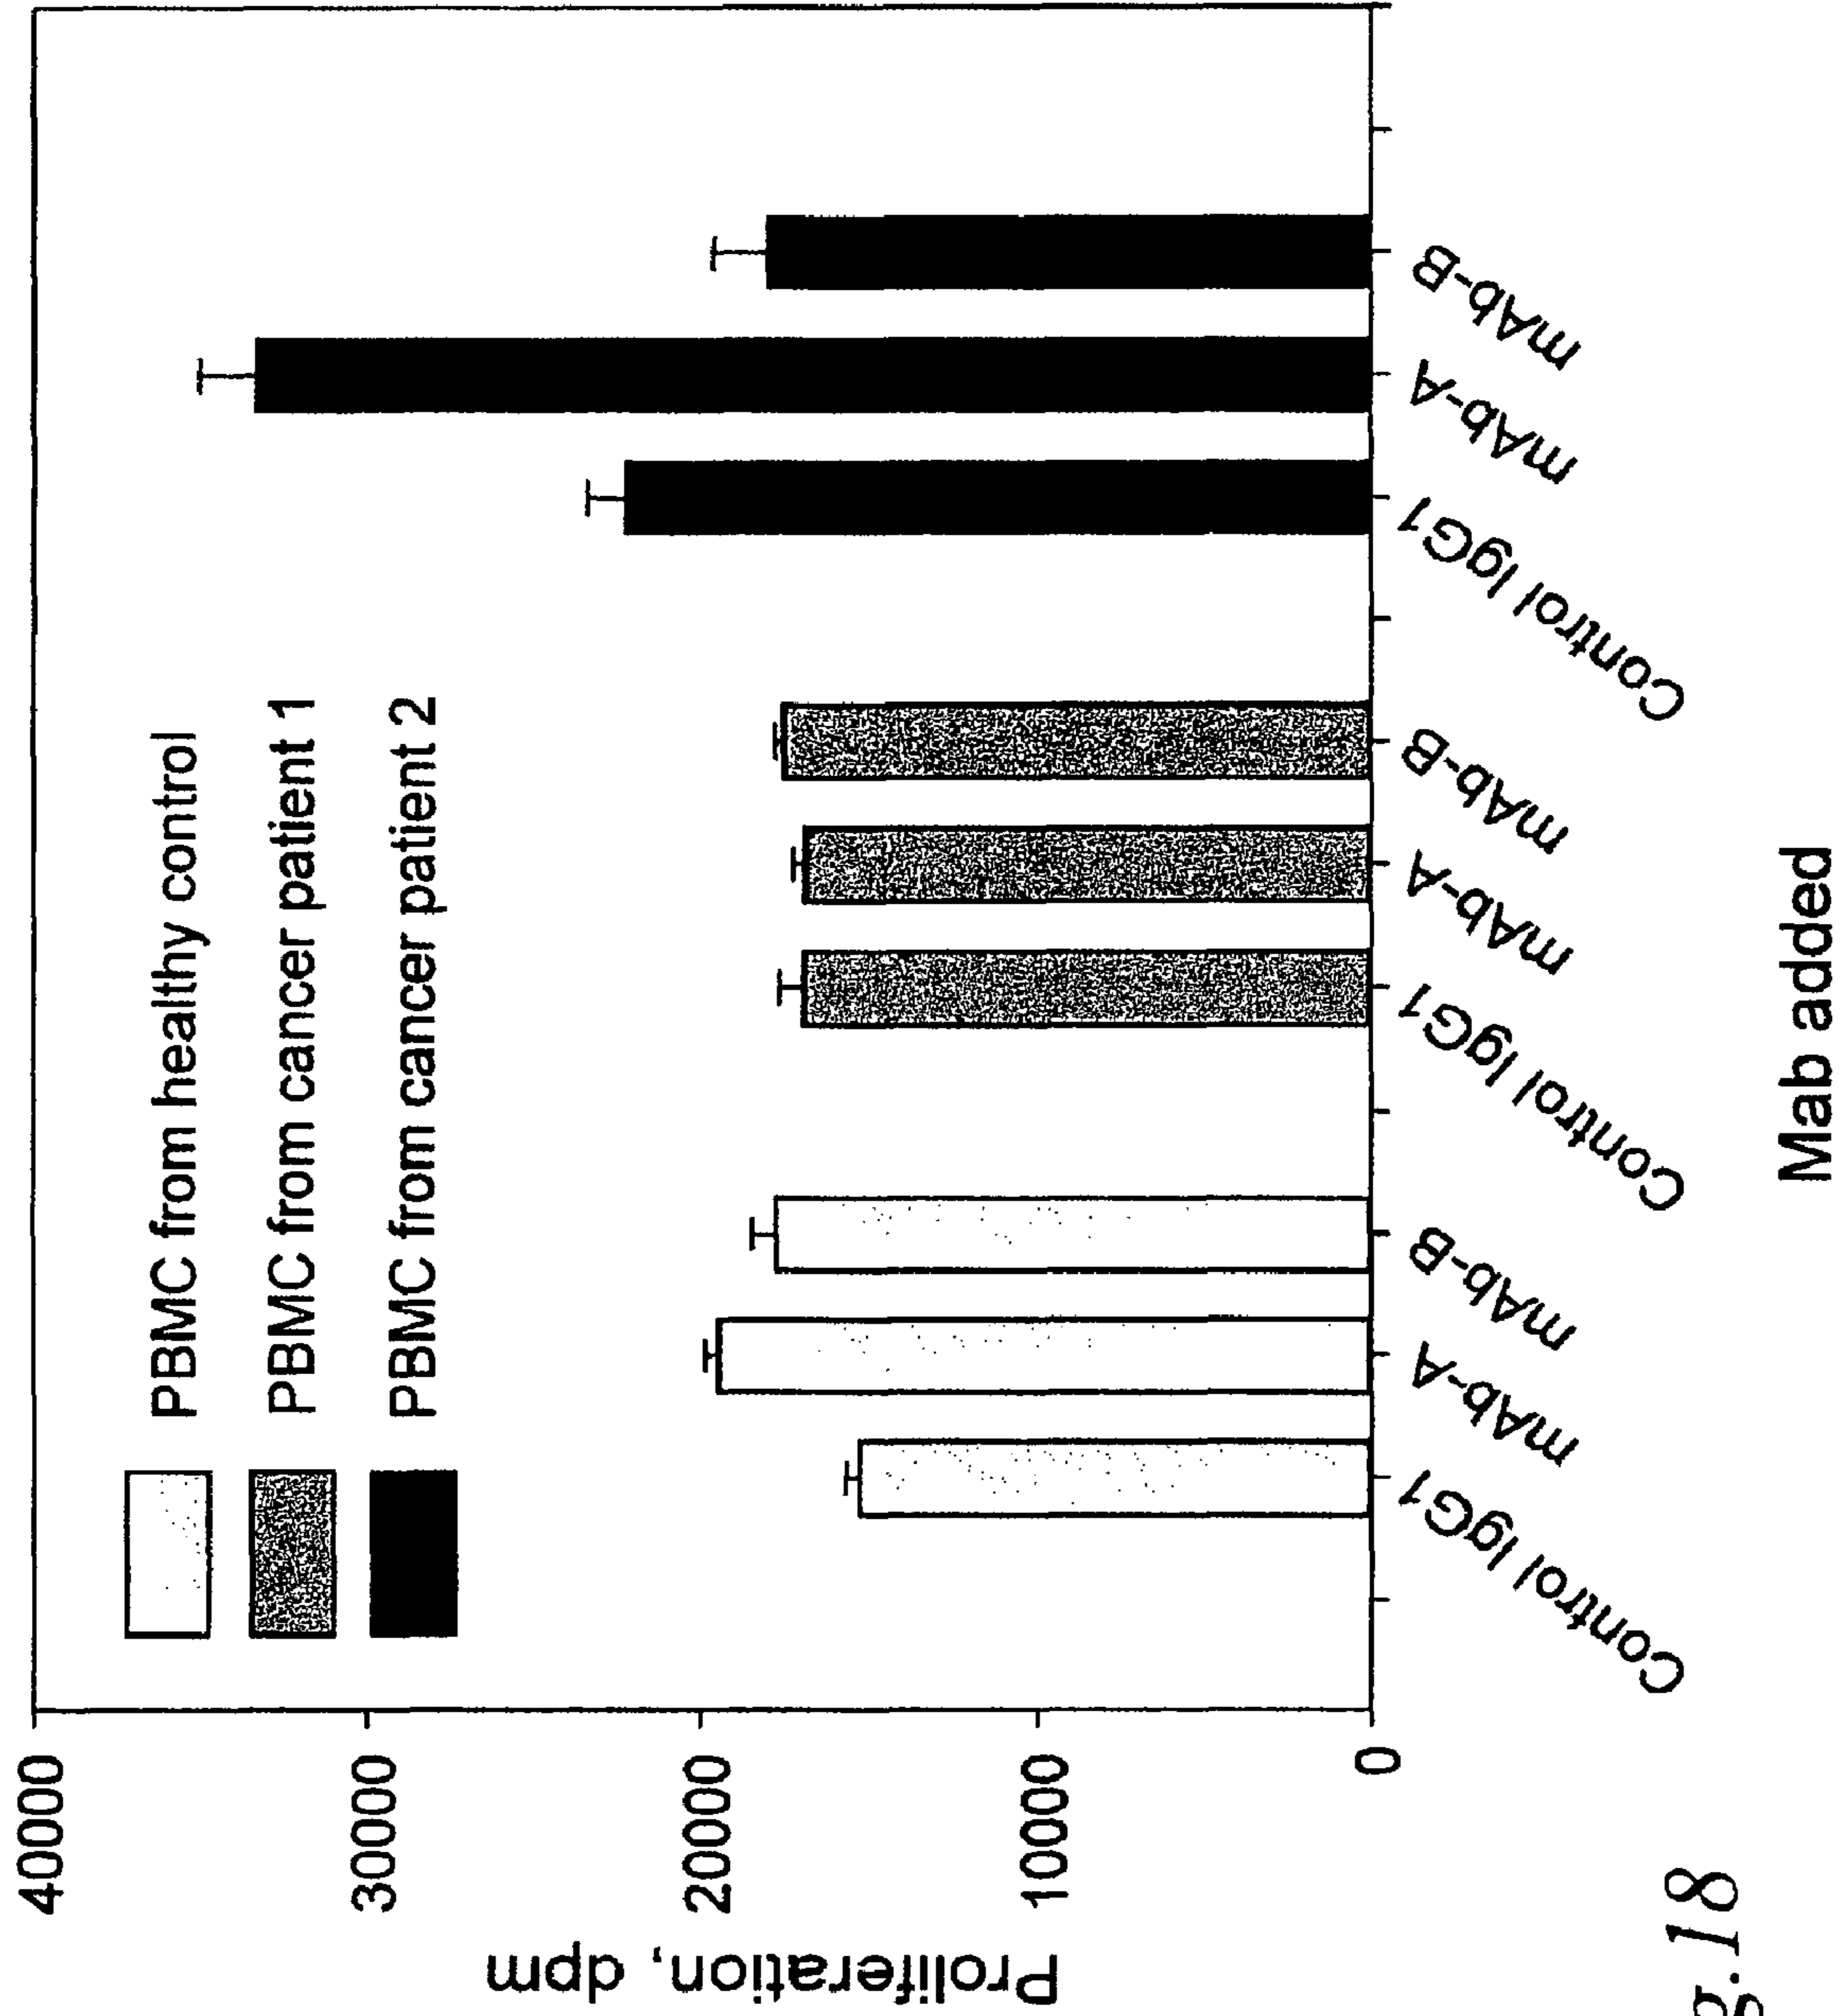 PBMC from healthy control
PBMC from cancer patient 1
PBMC from cancer patient 2
Proliferation, dpm
40000
30000
20000
10000
0
Control IgG1
mAb-A
mAb-B
Control IgG1
mAb-A
mAb-B
Control IgG1
mAb-A
mAb-B
Mab added
g. 18